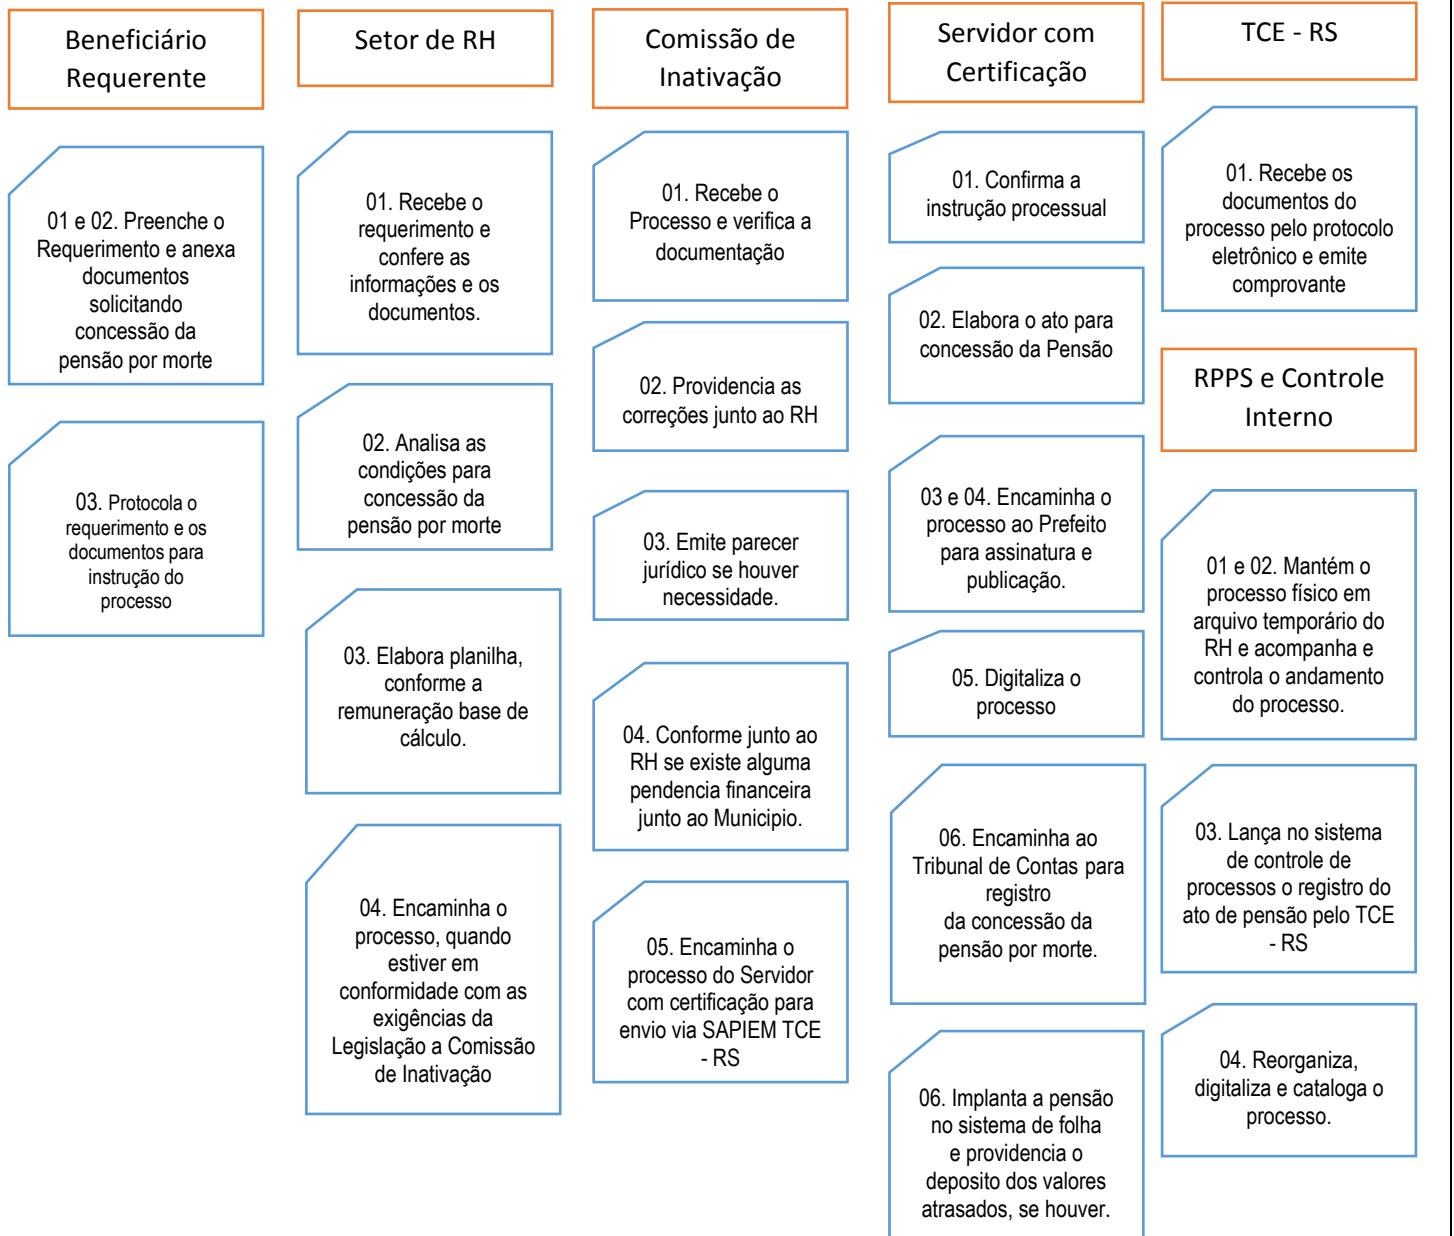 Beneficiário
Requerente
01 e 02. Preenche o
Requerimento e anexa
documentos
solicitando
concessão da
pensão por morte
03. Protocola o
requerimento e os
documentos para
instrução do
processo
Setor de RH
01. Recebe o
requerimento e
confere as
informações e os
documentos.
02. Analisa as
condições para
concessão da
pensão por morte
03. Elabora planilha,
conforme a
remuneração base de
cálculo.
04. Encaminha o
processo, quando
estiver em
conformidade com as
exigências da
Legislação a Comissão
de Inativação
Comissão de
Inativação
01. Recebe o
Processo e verifica a
documentação
02. Providencia as
correções junto ao RH
03. Emite parecer
jurídico se houver
necessidade.
04. Conforme junto ao
RH se existe alguma
pendencia financeira
junto ao Municipio.
05. Encaminha o
processo do Servidor
com certificação para
envio via SAPIEM TCE
- RS
Servidor com
Certificação
01. Confirma a
instrução processual
02. Elabora o ato para
concessão da Pensão
03 e 04. Encaminha o
processo ao Prefeito
para assinatura e
publicação.
05. Digitaliza o
processo
06. Encaminha ao
Tribunal de Contas para
registro
da concessão da
pensão por morte.
06. Implanta a pensão
no sistema de folha
e providencia o
deposito dos valores
atrasados, se houver.
TCE - RS
01. Recebe os
documentos do
processo pelo protocolo
eletrônico e emite
comprovante
RPPS e Controle
Interno
01 e 02. Mantém o
processo físico em
arquivo temporário do
RH e acompanha e
controla o andamento
do processo.
03. Lança no sistema
de controle de
processos o registro do
ato de pensão pelo TCE
- RS
04. Reorganiza,
digitaliza e cataloga o
processo.